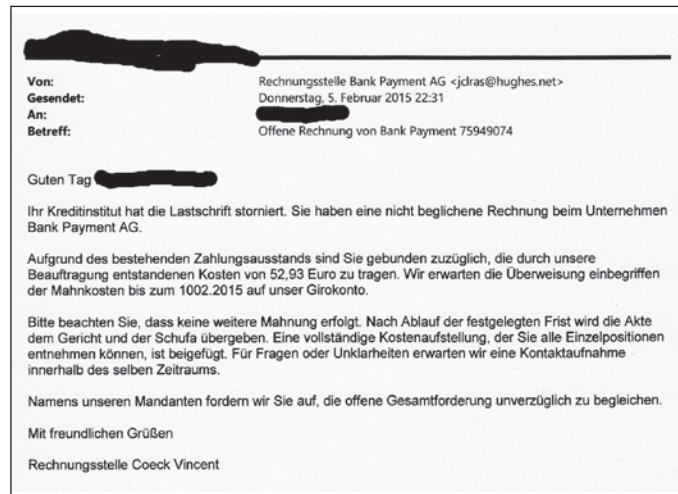 Von: Rechnungsstelle Bank Payment AG <jclras@hughes.net>
Gesendet: Donnerstag, 5. Februar 2015 22:31
An:
Betreff: Offene Rechnung von Bank Payment 75949074
Guten Tag
Ihr Kreditinstitut hat die Lastschrift storniert. Sie haben eine nicht beglichene Rechnung beim Unternehmen
Bank Payment AG.
Aufgrund des bestehenden Zahlungsausstands sind Sie gebunden zuzüglich, die durch unsere
Beauftragung entstandenen Kosten von 52,93 Euro zu tragen. Wir erwarten die Überweisung einbegriffen
der Mahnkosten bis zum 1002.2015 auf unser Girokonto.
Bitte beachten Sie, dass keine weitere Mahnung erfolgt. Nach Ablauf der festgelegten Frist wird die Akte
dem Gericht und der Schufa übergeben. Eine vollständige Kostenaufstellung, der Sie alle Einzelpositionen
entnehmen können, ist beigefügt. Für Fragen oder Unklarheiten erwarten wir eine Kontaktaufnahme
innerhalb des selben Zeitraums.
Namens unseren Mandanten fordern wir Sie auf, die offene Gesamtforderung unverzüglich zu begleichen.
Mit freundlichen Grüßen
Rechnungsstelle Coeck Vincent